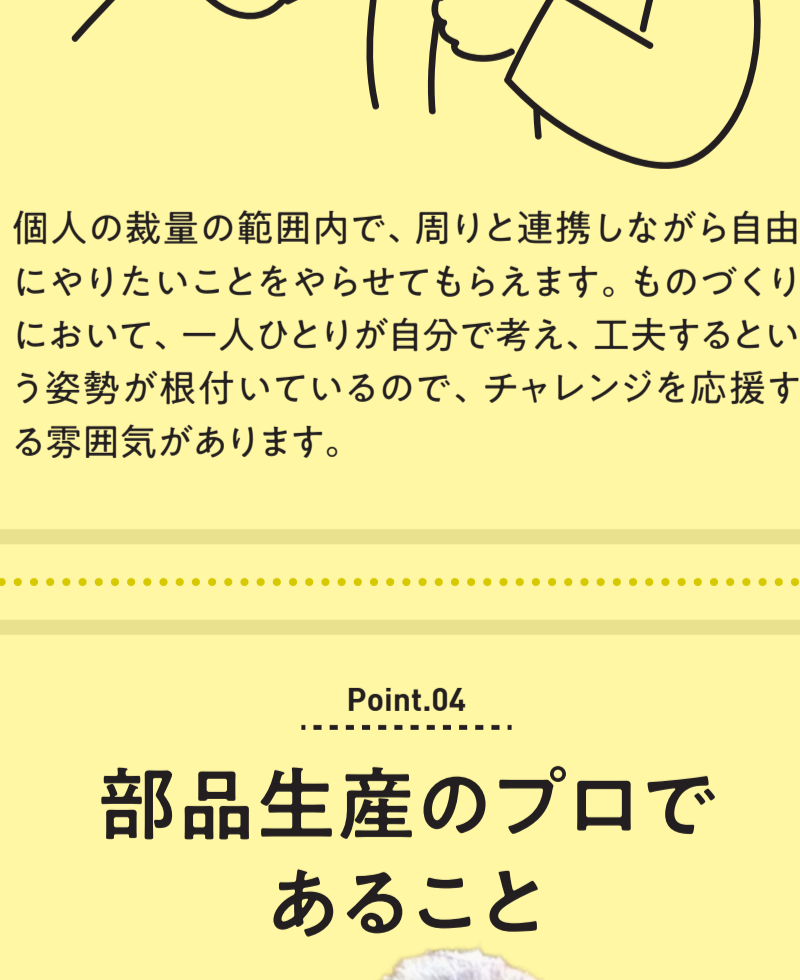 個人の裁量の範囲内で、周りと連携しながら自由
にやりたいことをやらせてもらえます。ものづくり
において、一人ひとりが自分で考え、工夫するとい
う姿勢が根付いているので、チャレンジを応援す
る雰囲気があります。
Point.04
部品生産のプロで
あること